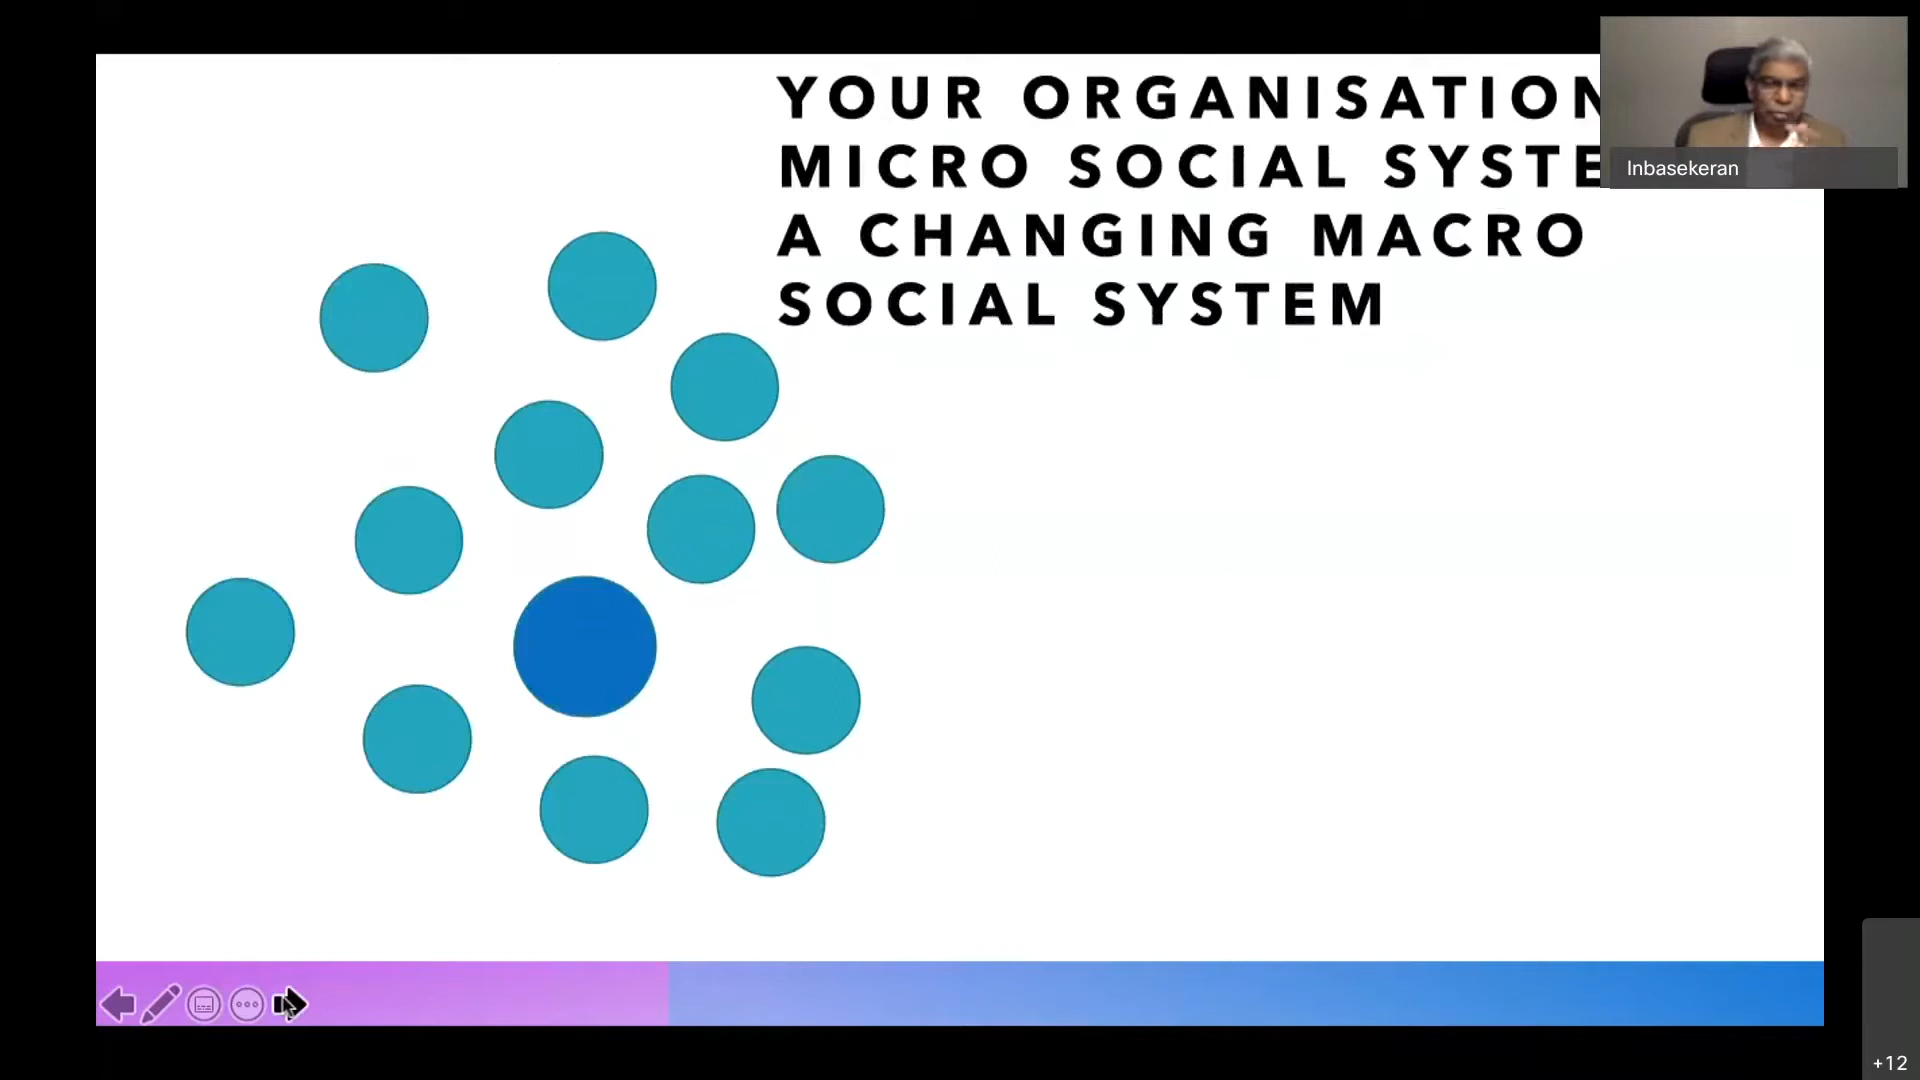 YOUR ORGANISATION
MICRO SOCIAL SYSTE
A CHANGING MACRO
SOCIAL SYSTEM
Inbasekeran
+12